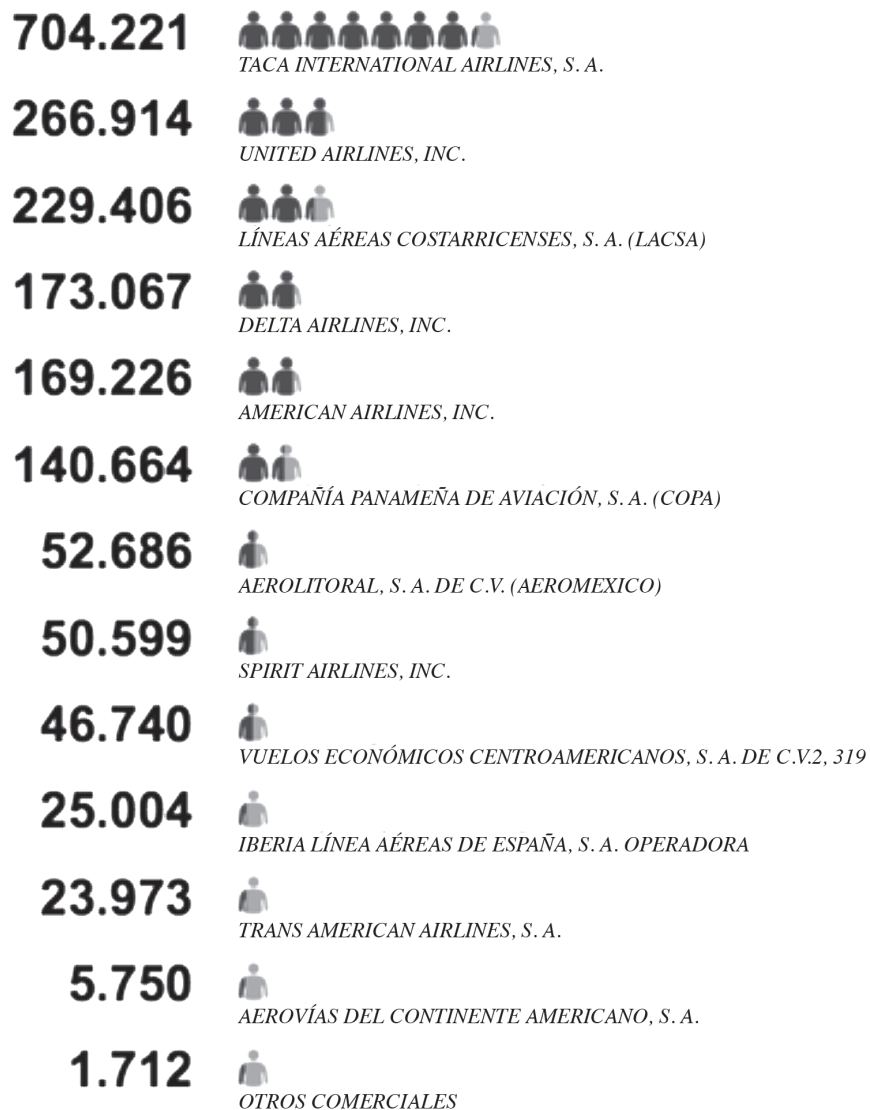 704.221
TACA INTERNATIONAL AIRLINES, S. A.
266.914
UNITED AIRLINES, INC.
229.406
LÍNEAS AÉREAS COSTARRICENSES, S. A. (LACSA)
173.067
DELTA AIRLINES, INC.
169.226
AMERICAN AIRLINES, INC.
140.664
COMPAÑÍA PANAMEÑA DE AVIACIÓN, S. A. (COPA)
52.686
AEROLITORAL, S. A. DE C.V. (AEROMEXICO)
50.599
SPIRIT AIRLINES, INC.
46.740
VUELOS ECONÓMICOS CENTROAMERICANOS, S. A. DE C.V.2, 319
25.004
IBERIA LÍNEA AÉREAS DE ESPAÑA, S. A. OPERADORA
23.973
TRANS AMERICAN AIRLINES, S. A.
5.750
AEROVÍAS DEL CONTINENTE AMERICANO, S. A.
1.712
OTROS COMERCIALES